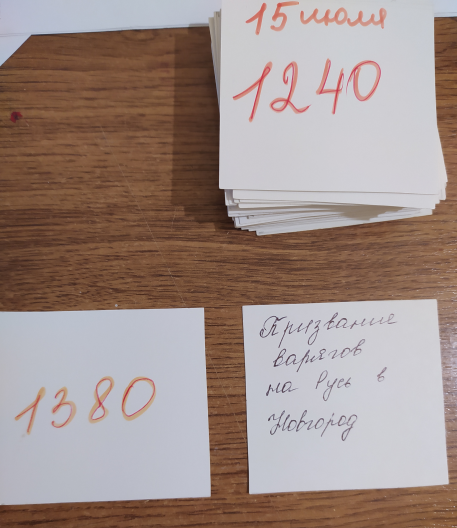 15 июля
1240
1380
Призвание
варягов
на Русь в
Новгород